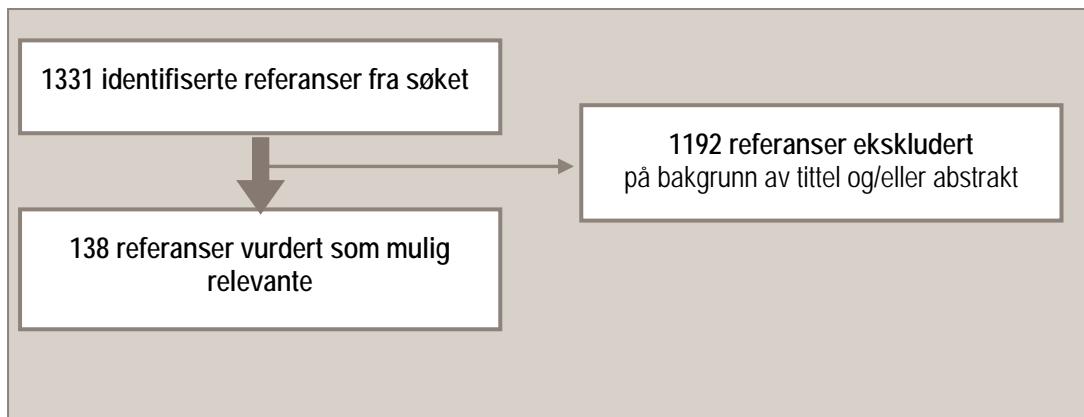 1331 identifiserte referanser fra søket
1192 referanser ekskludert
på bakgrunn av tittel og/eller abstrakt
138 referanser vurdert som mulig
relevante